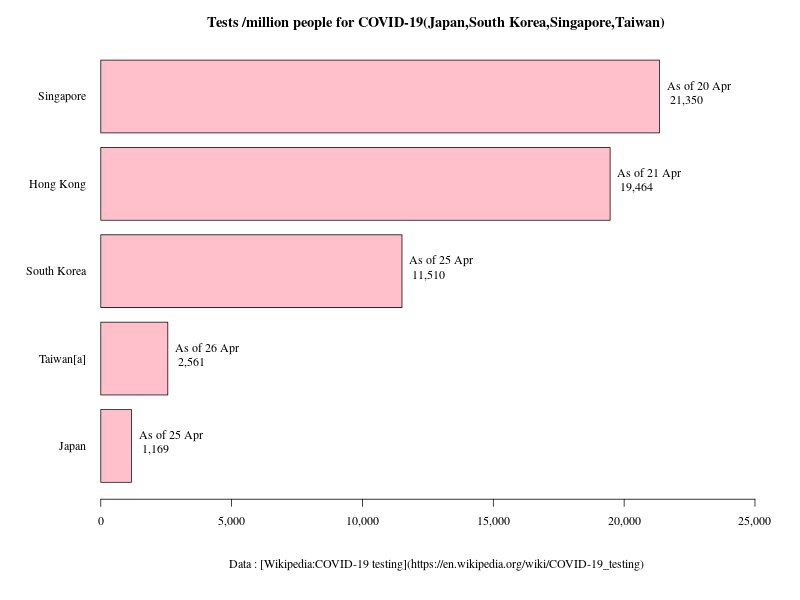 Tests /million people for COVID-19(Japan,South Korea,Singapore,Taiwan)
Singapore
As of 20 Apr
21,350
Hong Kong
As of 21 Apr
19,464
South Korea
As of 25 Apr
11,510
Taiwan[a]
As of 26 Apr
2,561
Japan
As of 25 Apr
1,169
0 5,000 10,000 15,000 20,000 25,000
Data : [Wikipedia:COVID-19 testing](https://en.wikipedia.org/wiki/COVID-19_testing)